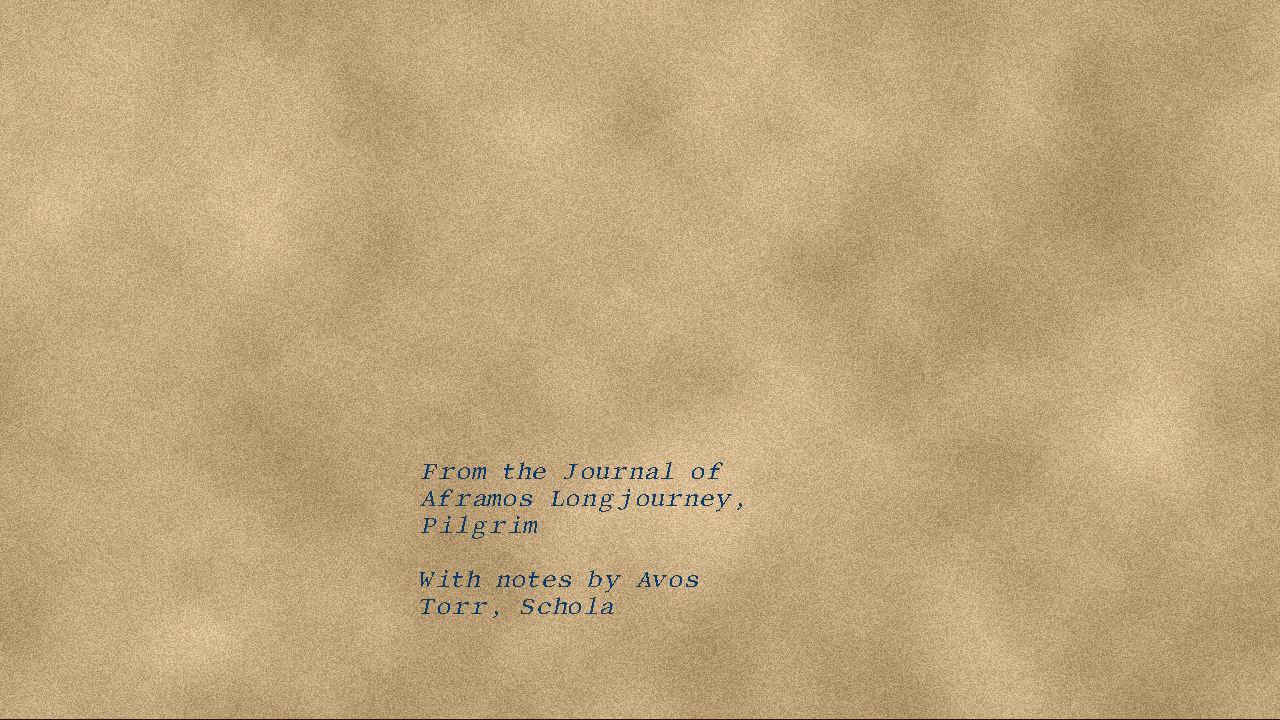 From the Journal of
Aframos Longjourney,
Pilgrim
With notes by Avos
Torr, Schola